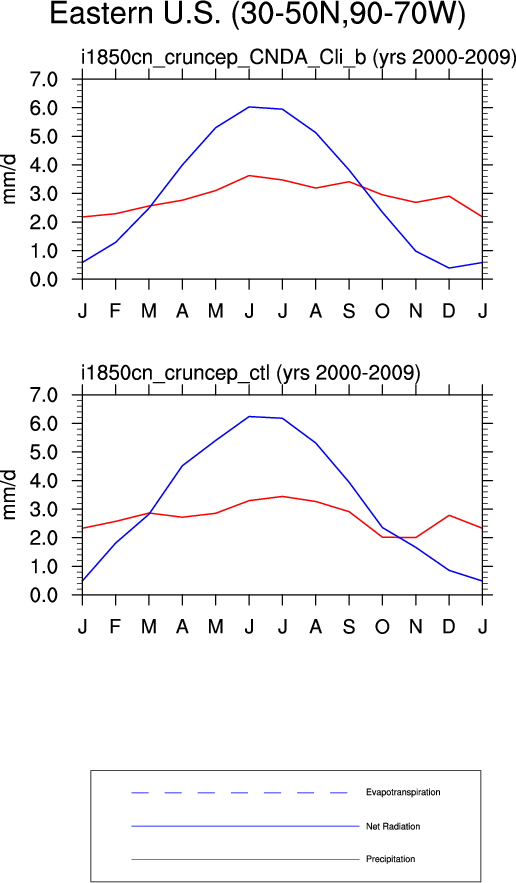 Eastern U.S. (30-50N,90-70W)
i1850cn_cruncep_CNDA_Cli_b (yrs 2000-2009)
7.0
6.0
5.0
4.0
3.0
2.0
1.0
0.0
mm/d
J F M A M J J A S O N D J
i1850cn_cruncep_ctl (yrs 2000-2009)
7.0
6.0
5.0
4.0
3.0
2.0
1.0
0.0
mm/d
J F M A M J J A S O N D J
Evapotranspiration
Net Radiation
Precipitation